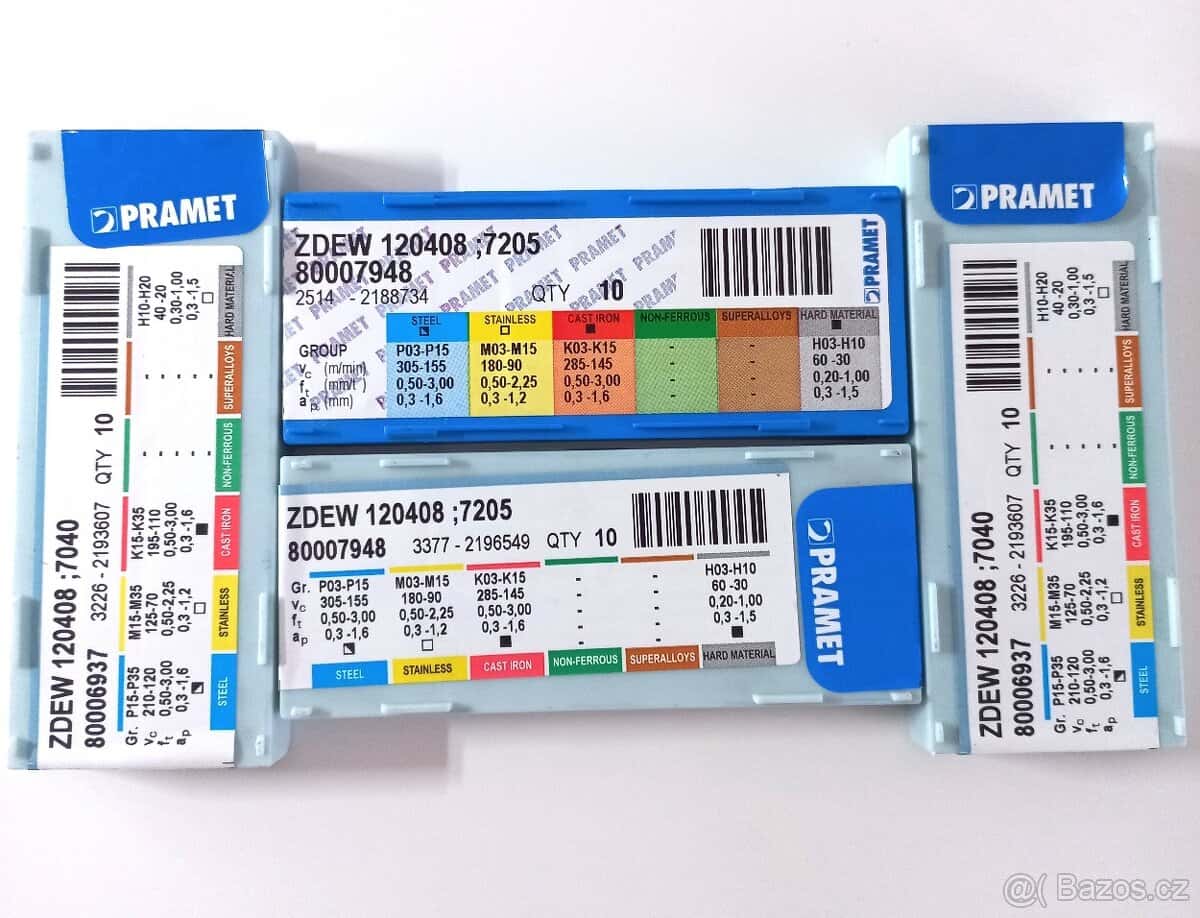 PRAMET
ZDEW 120408 ;7040
80006937 3226 - 2193607 QTY 10
Gr. P15-P35 M15-M35 K15-K35 - - H10-H20
vc 210-120 125-70 195-110 - - 40 -20
ft 0,50-3,00 0,50-2,25 0,50-3,00 - - 0,30-1,00
ap 0,3 -1,6 0,3 -1,2 0,3 -1,6 - - 0,3 -1,5
STEEL STAINLESS CAST IRON NON-FERROUS SUPERALLOYS HARD MATERIAL
ZDEW 120408 ;7205
80007948
2514 - 2188734 QTY 10
PRAMET
STEEL STAINLESS CAST IRON NON-FERROUS SUPERALLOYS HARD MATERIAL
GROUP P03-P15 M03-M15 K03-K15 - - H03-H10
vc (m/min) 305-155 180-90 285-145 - - 60 -30
ft (mm/t) 0,50-3,00 0,50-2,25 0,50-3,00 - - 0,20-1,00
ap (mm) 0,3 -1,6 0,3 -1,2 0,3 -1,6 - - 0,3 -1,5
ZDEW 120408 ;7205
80007948 3377 - 2196549 QTY 10
Gr. P03-P15 M03-M15 K03-K15 - - H03-H10
vc 305-155 180-90 285-145 - - 60 -30
ft 0,50-3,00 0,50-2,25 0,50-3,00 - - 0,20-1,00
ap 0,3 -1,6 0,3 -1,2 0,3 -1,6 - - 0,3 -1,5
STEEL STAINLESS CAST IRON NON-FERROUS SUPERALLOYS HARD MATERIAL
PRAMET
PRAMET
ZDEW 120408 ;7040
80006937 3226 - 2193607 QTY 10
Gr. P15-P35 M15-M35 K15-K35 - - H10-H20
vc 210-120 125-70 195-110 - - 40 -20
ft 0,50-3,00 0,50-2,25 0,50-3,00 - - 0,30-1,00
ap 0,3 -1,6 0,3 -1,2 0,3 -1,6 - - 0,3 -1,5
STEEL STAINLESS CAST IRON NON-FERROUS SUPERALLOYS HARD MATERIAL
@( Bazos.cz